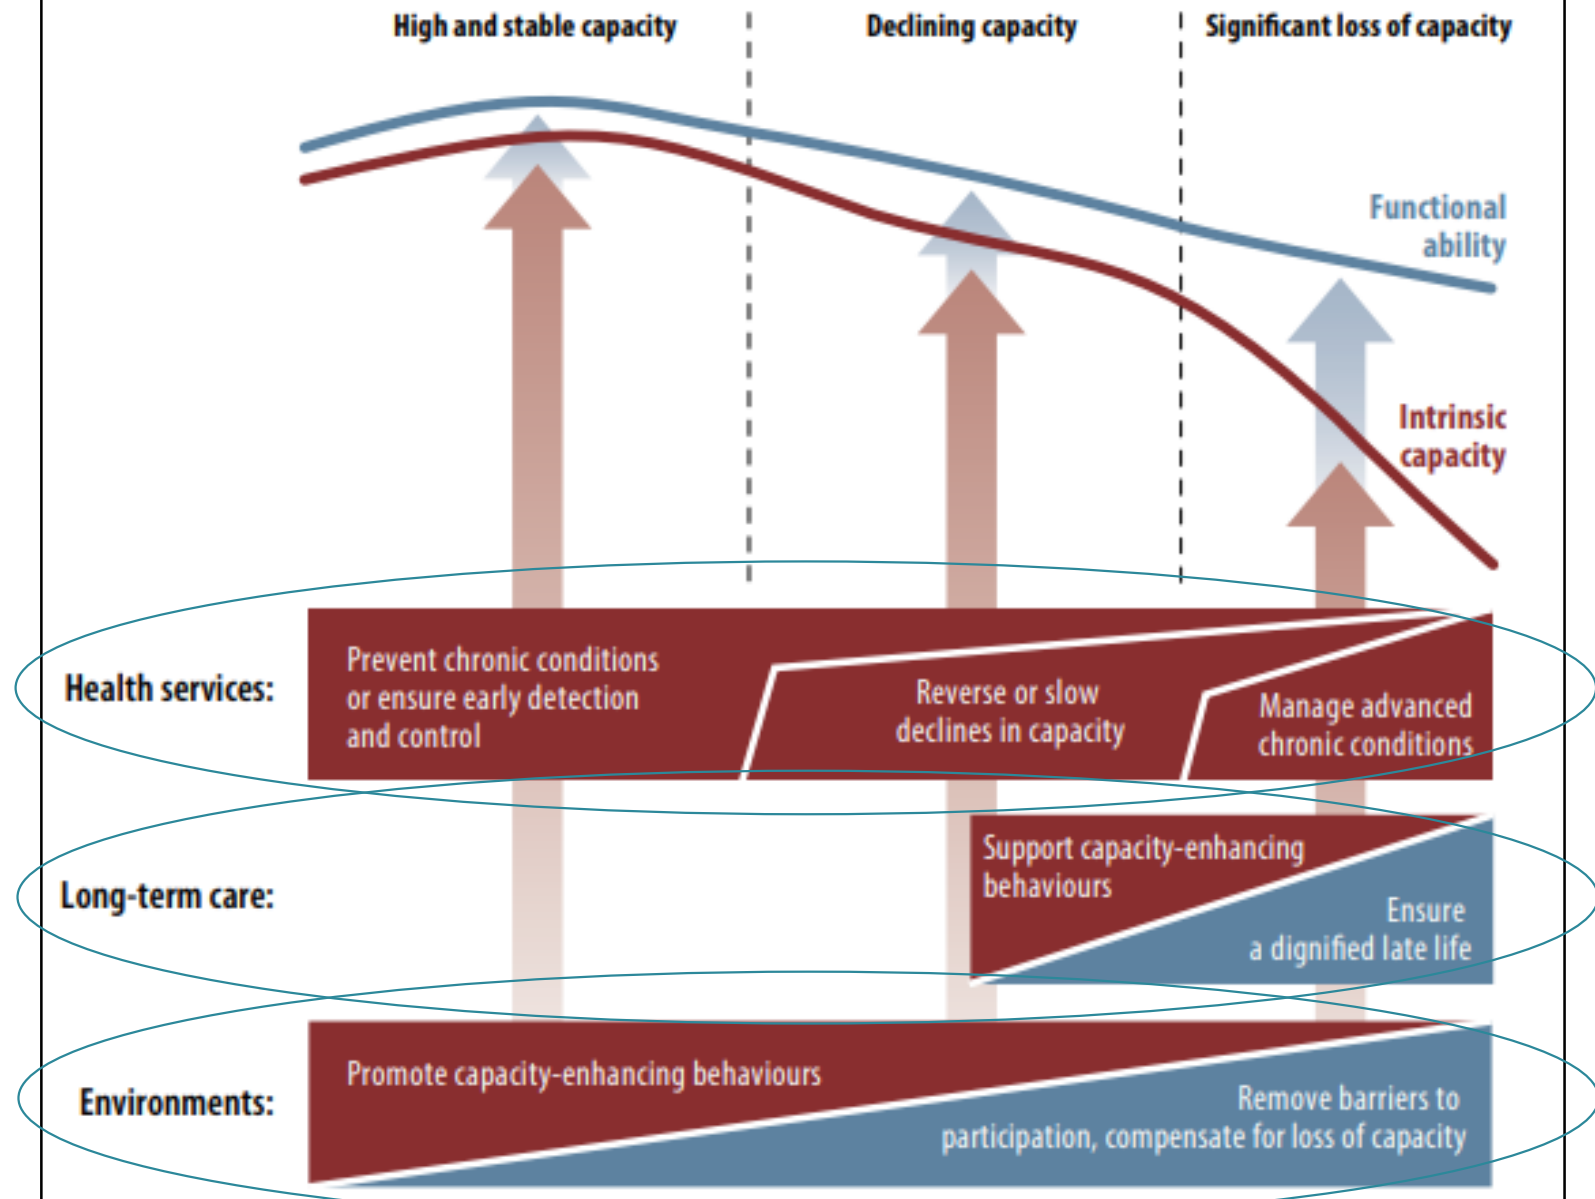 High and stable capacity
Declining capacity
Significant loss of capacity
Functional
ability
Intrinsic
capacity
Health services:
Prevent chronic conditions
or ensure early detection
and control
Reverse or slow
declines in capacity
Manage advanced
chronic conditions
Long-term care:
Support capacity-enhancing
behaviours
Ensure
a dignified late life
Environments:
Promote capacity-enhancing behaviours
Remove barriers to
participation, compensate for loss of capacity